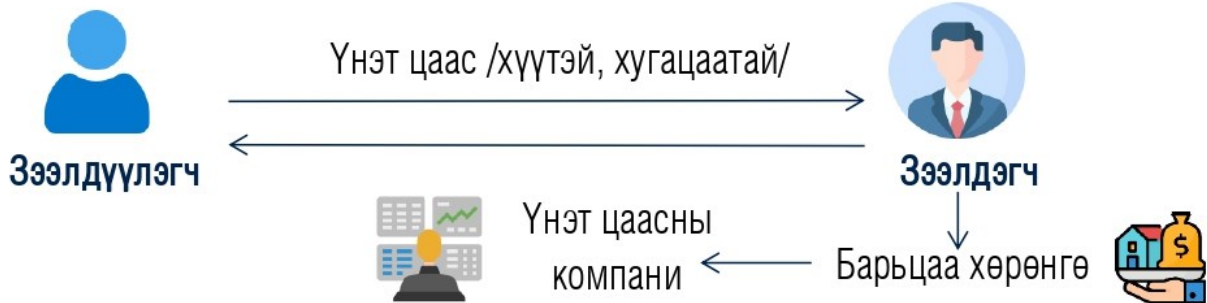 Үнэт цаас /хүүтэй, хугацаатай/
Зээлдүүлэгч
Зээлдэгч
Үнэт цаасны
компани
Барьцаа хөрөнгө
$